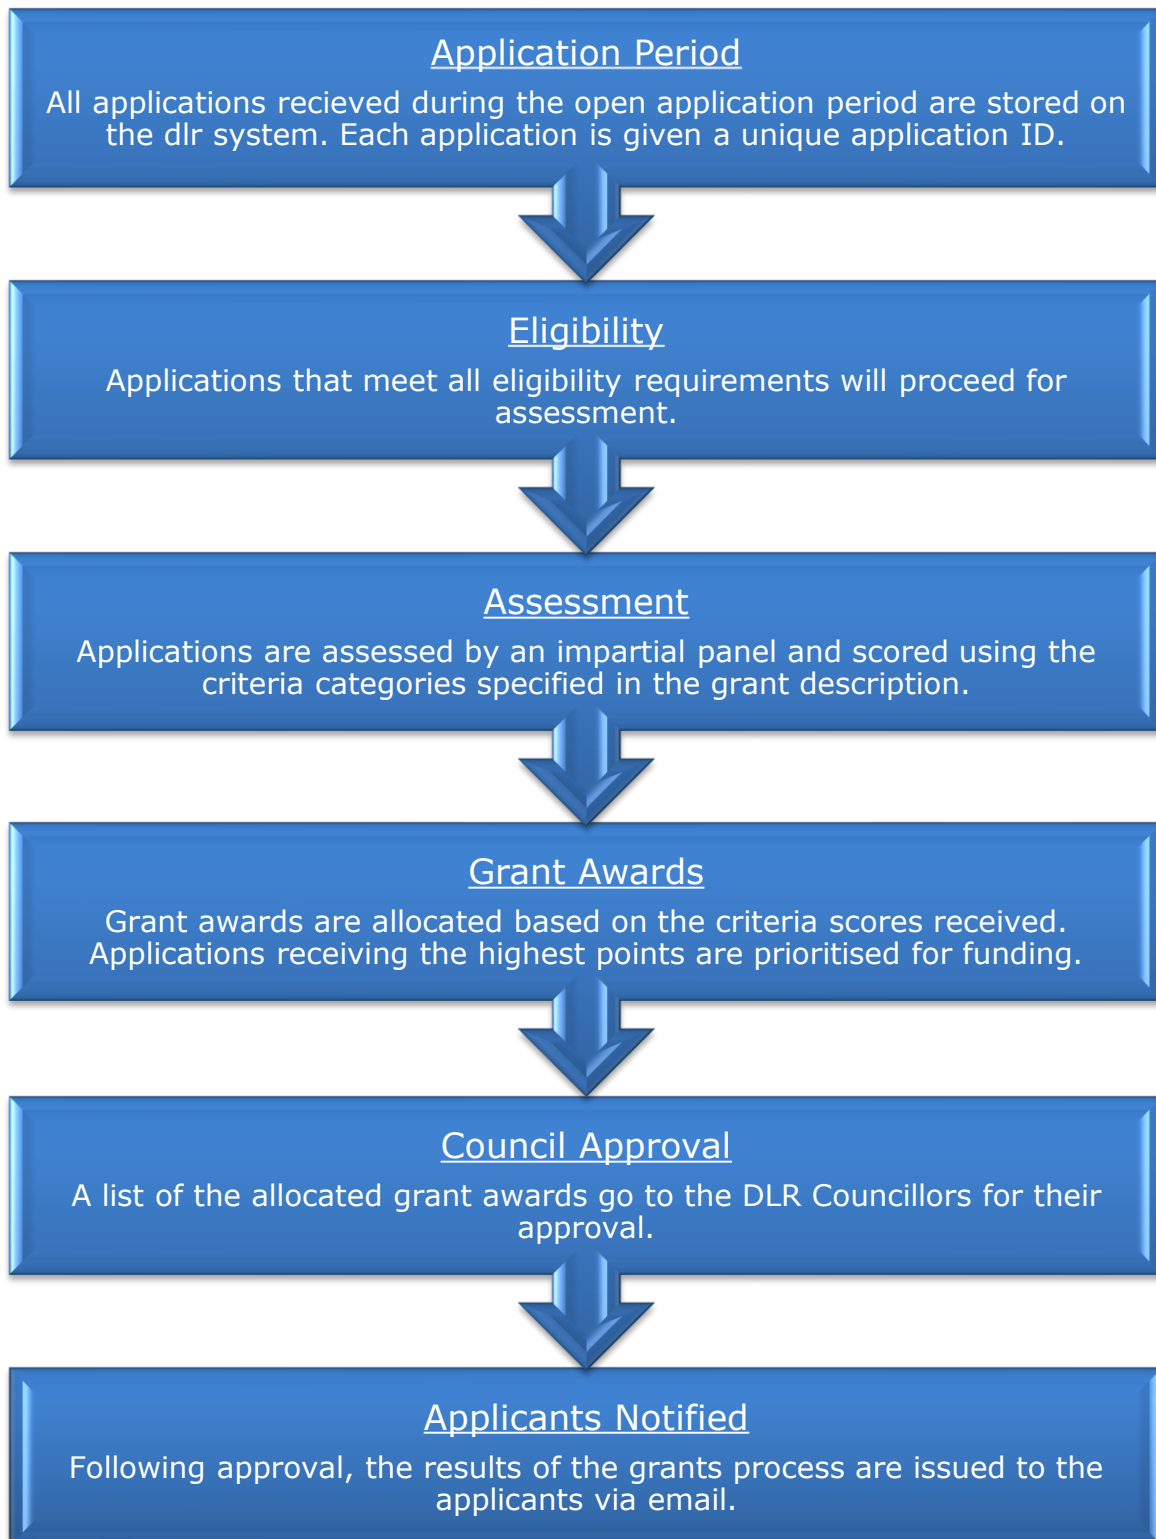 Application Period
All applications recieved during the open application period are stored on
the dlr system. Each application is given a unique application ID.
Eligibility
Applications that meet all eligibility requirements will proceed for
assessment.
Assessment
Applications are assessed by an impartial panel and scored using the
criteria categories specified in the grant description.
Grant Awards
Grant awards are allocated based on the criteria scores received.
Applications receiving the highest points are prioritised for funding.
Council Approval
A list of the allocated grant awards go to the DLR Councillors for their
approval.
Applicants Notified
Following approval, the results of the grants process are issued to the
applicants via email.